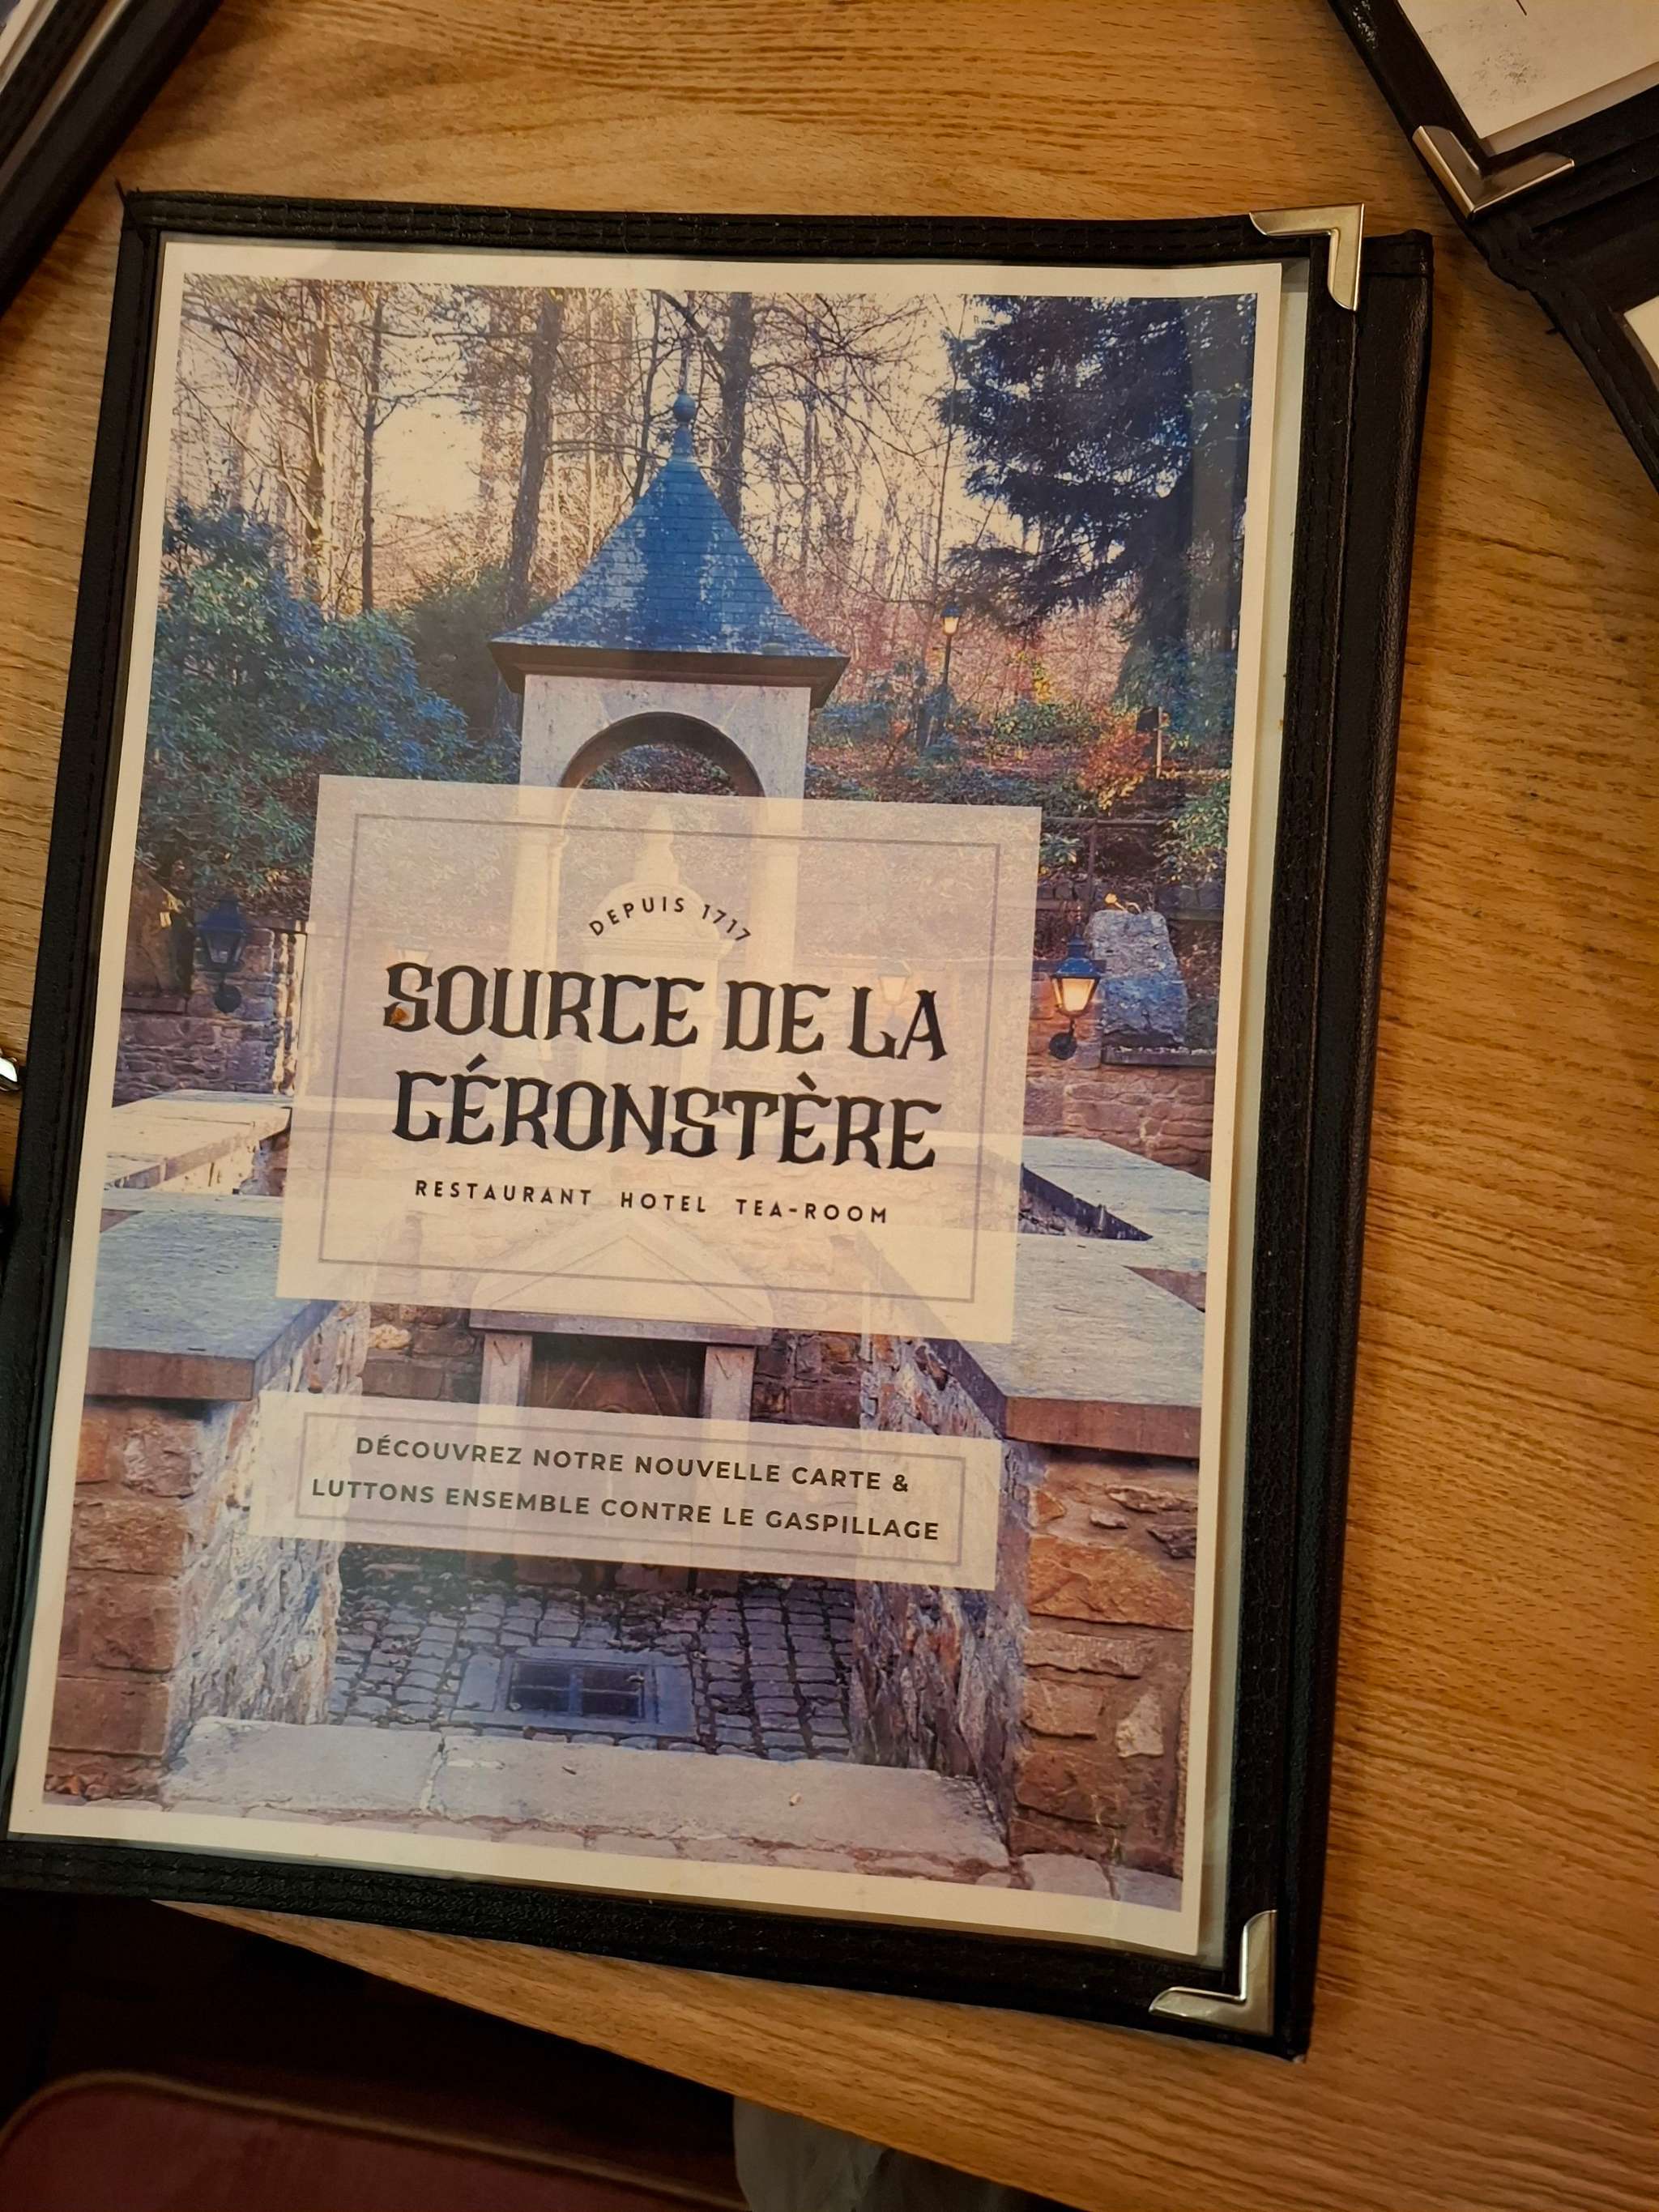 DEPUIS 1717
SOURCE DE LA
GÉRONSTÈRE
RESTAURANT HOTEL TEA-ROOM
DÉCOUVREZ NOTRE NOUVELLE CARTE &
LUTTONS ENSEMBLE CONTRE LE GASPILLAGE